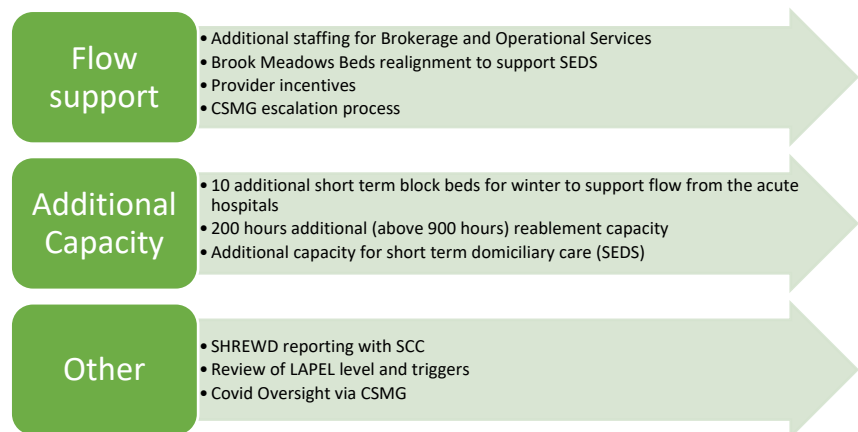 Flow
support
• Additional staffing for Brokerage and Operational Services
• Brook Meadows Beds realignment to support SEDS
• Provider incentives
• CSMG escalation process
Additional
Capacity
• 10 additional short term block beds for winter to support flow from the acute
hospitals
• 200 hours additional (above 900 hours) reablement capacity
• Additional capacity for short term domiciliary care (SEDS)
Other
• SHREWD reporting with SCC
• Review of LAPEL level and triggers
• Covid Oversight via CSMG